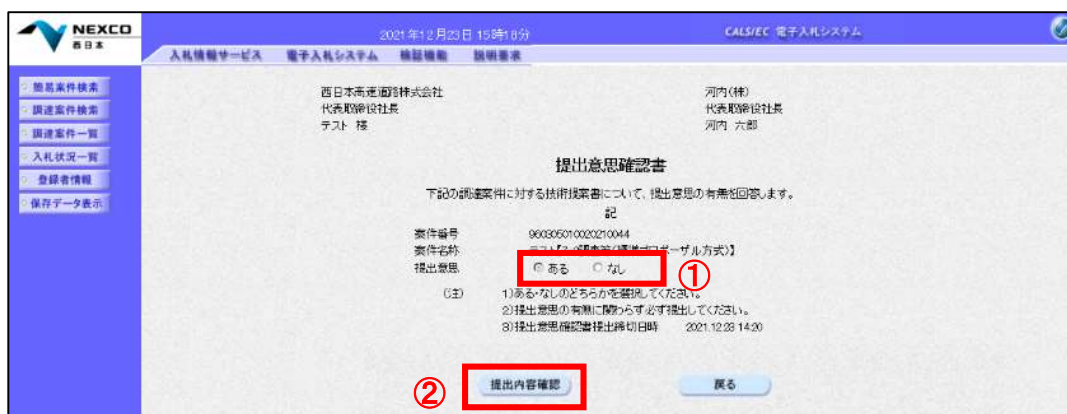 NEXCO
西日本
2021年12月23日 15時18分
CALS/EC 電子入札システム
入札情報サービス 電子入札システム 検証機能 説明要求
簡易案件検索
調達案件検索
調達案件一覧
入札状況一覧
登録者情報
保存データ表示
西日本高速道路株式会社
代表取締役社長
テスト 様
河内(株)
代表取締役社長
河内 六郎
提出意思確認書
下記の調達案件に対する技術提案書について、提出意思の有無を回答します。
記
案件番号 960305010020210044
案件名称
提出意思 ある なし ①
(注) 1)ある・なしのどちらかを選択してください。
2)提出意思の有無に関わらず必ず提出してください。
3)提出意思確認書提出締切日時 2021.12.23 14:20
② 提出内容確認 戻る